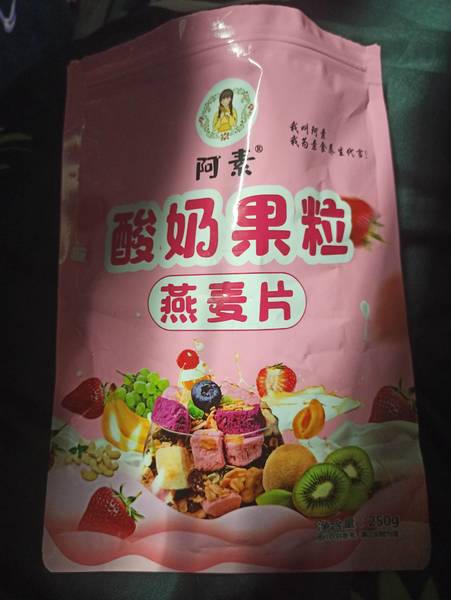 阿素®
我叫阿素
我为素食养生代言!
酸奶果粒
燕麦片
净含量:250g